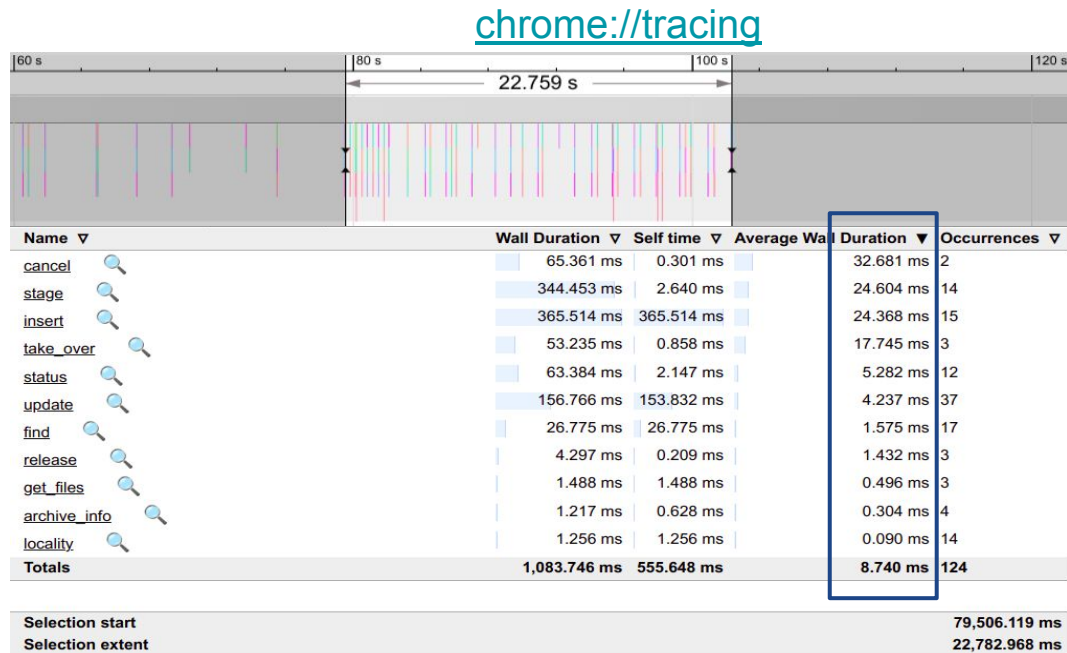 chrome://tracing
60 s 80 s 100 s 120 s
22.759 s
Name ▽ Wall Duration ▽ Self time ▽ Average Wall Duration ▼ Occurrences ▽
cancel 65.361 ms 0.301 ms 32.681 ms 2
stage 344.453 ms 2.640 ms 24.604 ms 14
insert 365.514 ms 365.514 ms 24.368 ms 15
take_over 53.235 ms 0.858 ms 17.745 ms 3
status 63.384 ms 2.147 ms 5.282 ms 12
update 156.766 ms 153.832 ms 4.237 ms 37
find 26.775 ms 26.775 ms 1.575 ms 17
release 4.297 ms 0.209 ms 1.432 ms 3
get_files 1.488 ms 1.488 ms 0.496 ms 3
archive_info 1.217 ms 0.628 ms 0.304 ms 4
locality 1.256 ms 1.256 ms 0.090 ms 14
Totals 1,083.746 ms 555.648 ms 8.740 ms 124
Selection start 79,506.119 ms
Selection extent 22,782.968 ms